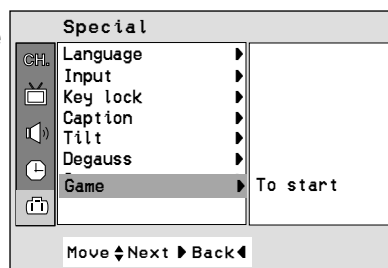 Special
CH.
Language
Input
Key lock
Caption
Tilt
Degauss
Game
To start
Move Next Back